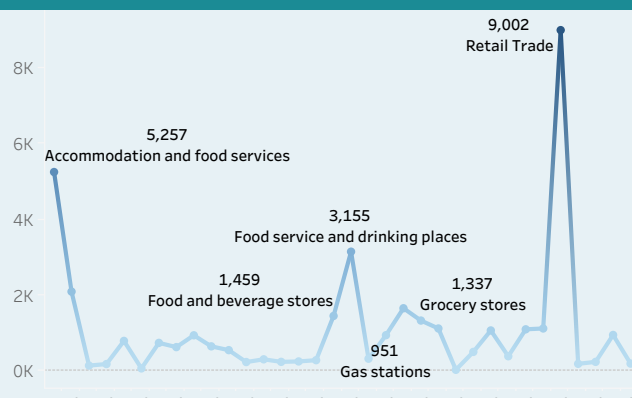 9,002
Retail Trade
8K
5,257
6K
Accommodation and food services
3,155
4K
Food service and drinking places
1,459
1,337
2K
Food and beverage stores
Grocery stores
951
0K
Gas stations